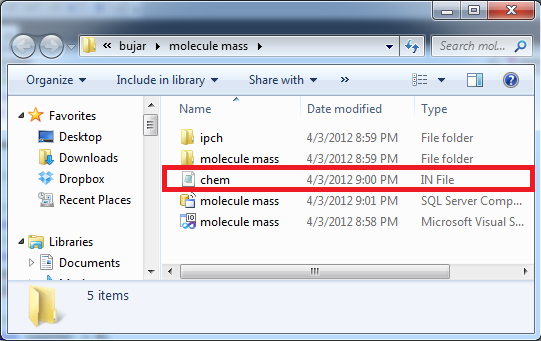 « bujar ▸ molecule mass ▸
Search mol...
Organize Include in library Share with »
Favorites
Desktop
Downloads
Dropbox
Recent Places
Libraries
Documents
Name Date modified Type
ipch 4/3/2012 8:59 PM File folder
molecule mass 4/3/2012 8:59 PM File folder
chem 4/3/2012 9:00 PM IN File
molecule mass 4/3/2012 9:01 PM SQL Server Comp...
molecule mass 4/3/2012 8:58 PM Microsoft Visual S...
5 items